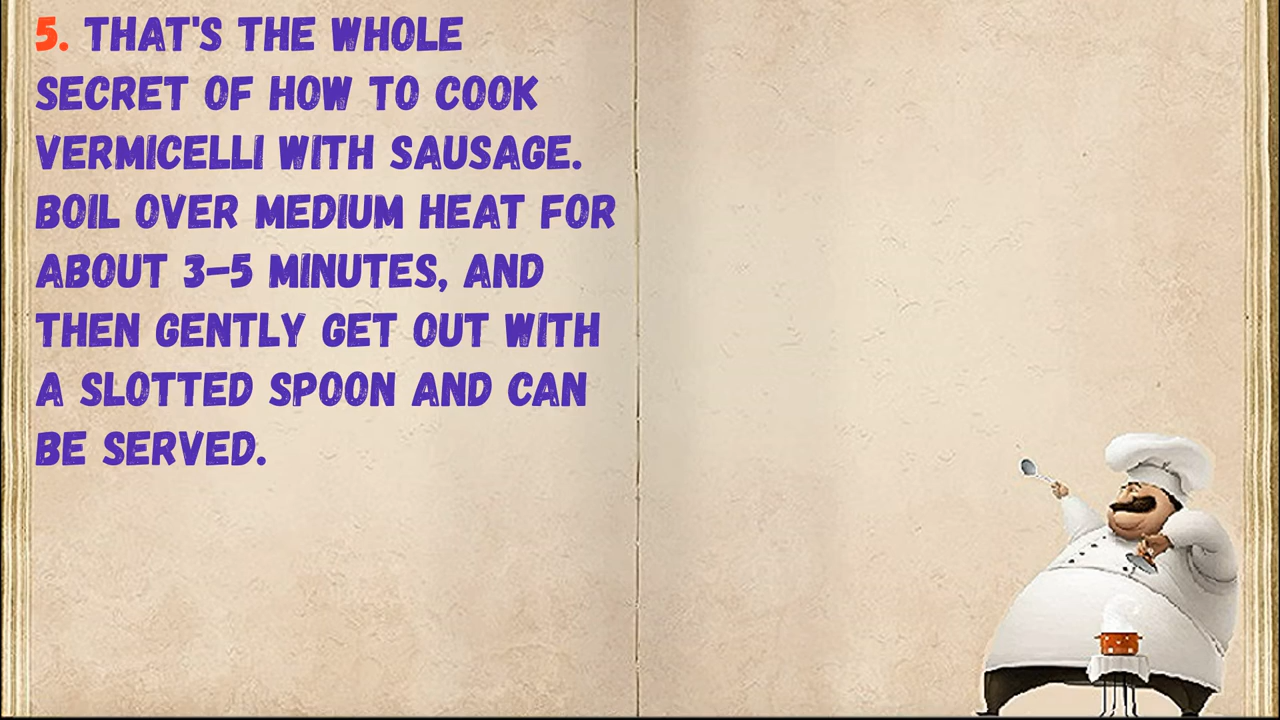 5. THAT'S THE WHOLE
SECRET OF HOW TO COOK
VERMICELLI WITH SAUSAGE.
BOIL OVER MEDIUM HEAT FOR
ABOUT 3-5 MINUTES, AND
THEN GENTLY GET OUT WITH
A SLOTTED SPOON AND CAN
BE SERVED.